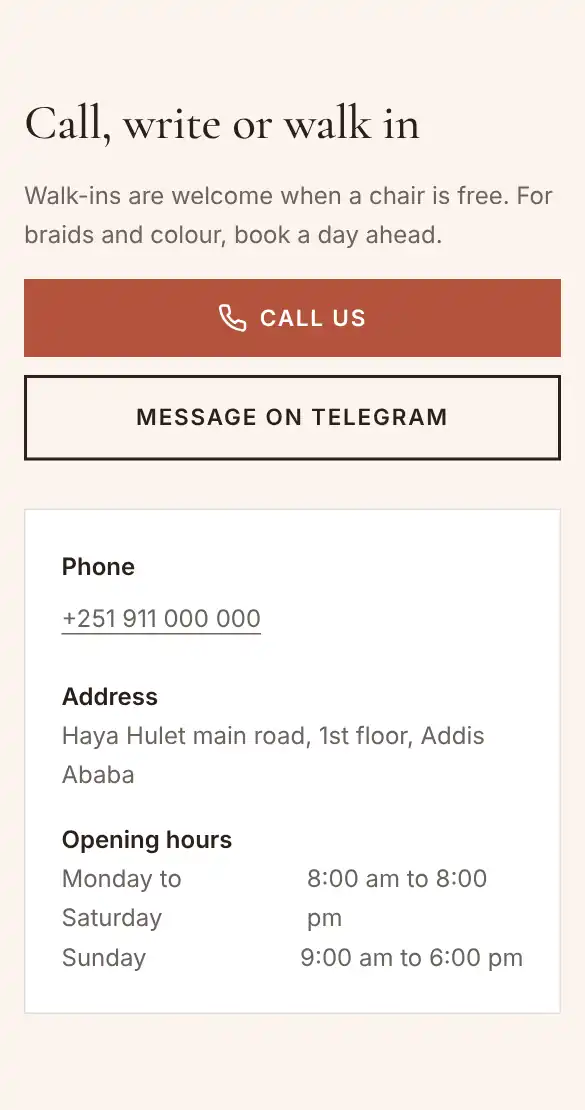 Call, write or walk in
Walk-ins are welcome when a chair is free. For
braids and colour, book a day ahead.
CALL US
MESSAGE ON TELEGRAM
Phone
+251 911 000 000
Address
Haya Hulet main road, 1st floor, Addis
Ababa
Opening hours
Monday to 8:00 am to 8:00
Saturday pm
Sunday 9:00 am to 6:00 pm